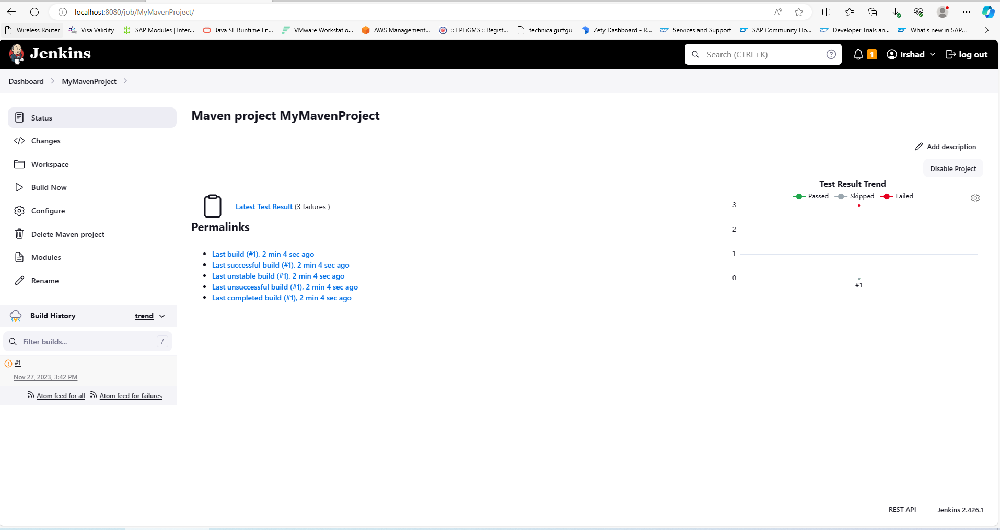 localhost:8080/job/MyMavenProject/
Wireless Router Visa Validity SAP Modules | Inter... Java SE Runtime En... VMware Workstatio... AWS Management... :: EPFiGMS :: Regist... technicalguftgu Zety Dashboard - R... Services and Support SAP Community Ho... Developer Trials an... What's new in SAP...
Jenkins Search (CTRL+K) ? 1 Irshad log out
Dashboard MyMavenProject
Status
Changes
Workspace
Build Now
Configure
Delete Maven project
Modules
Rename
Build History trend
Filter builds... /
#1
Nov 27, 2023, 3:42 PM
Atom feed for all Atom feed for failures
Maven project MyMavenProject
Add description
Disable Project
Latest Test Result (3 failures )
Permalinks
Last build (#1), 2 min 4 sec ago
Last successful build (#1), 2 min 4 sec ago
Last unstable build (#1), 2 min 4 sec ago
Last unsuccessful build (#1), 2 min 4 sec ago
Last completed build (#1), 2 min 4 sec ago
Test Result Trend
Passed Skipped Failed
3
2
1
0
#1
REST API Jenkins 2.426.1